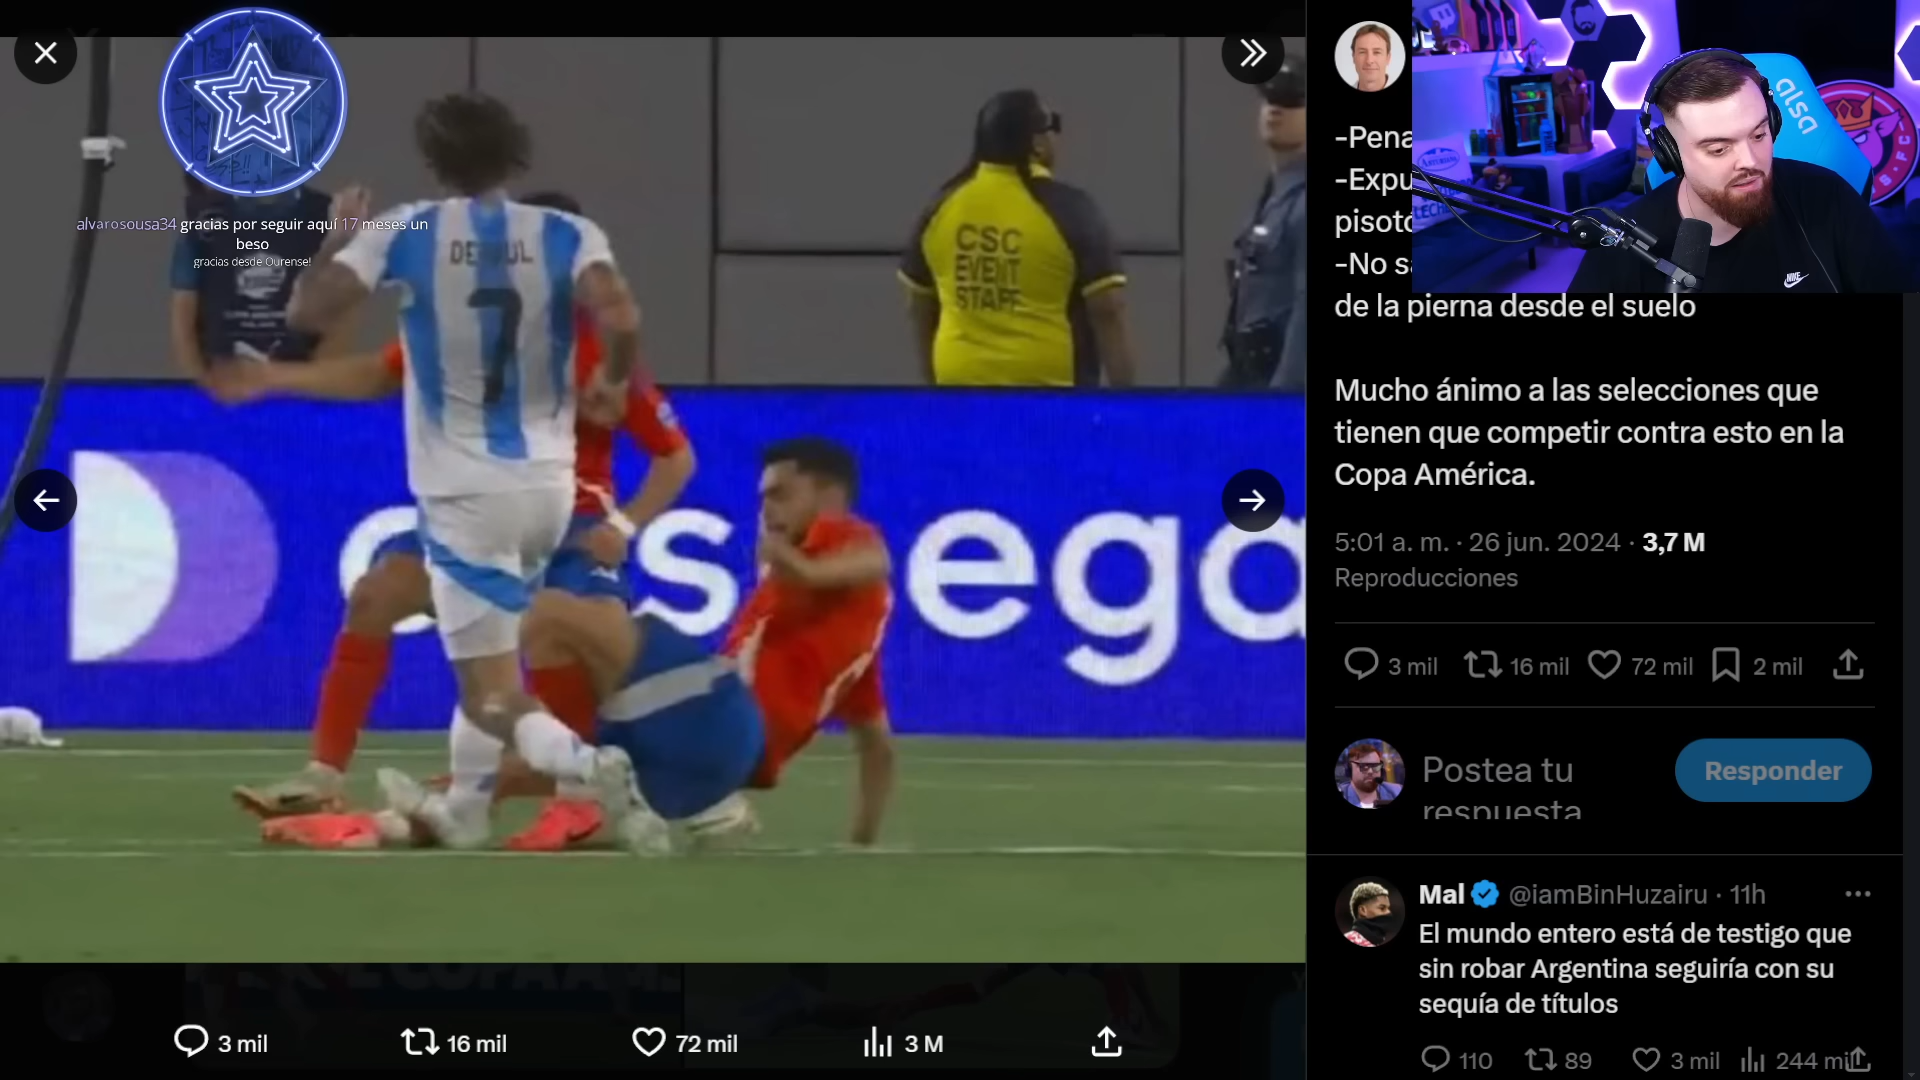 alvarosousa34 gracias por seguir aquí 17 meses un
beso
gracias desde Ourense!
7
CSC
EVENT
STAFF
ega
-Pena
-Expu
pisotó
-No s
de la pierna desde el suelo
Mucho ánimo a las selecciones que
tienen que competir contra esto en la
Copa América.
5:01 a. m. · 26 jun. 2024 · 3,7 M
Reproducciones
3 mil 16 mil 72 mil 2 mil
Postea tu
respuesta
Responder
Mal @iamBinHuzairu · 11h
El mundo entero está de testigo que
sin robar Argentina seguiría con su
sequía de títulos
110 89 3 mil 244 mil
3 mil 16 mil 72 mil 3 M
alsa
NIKE